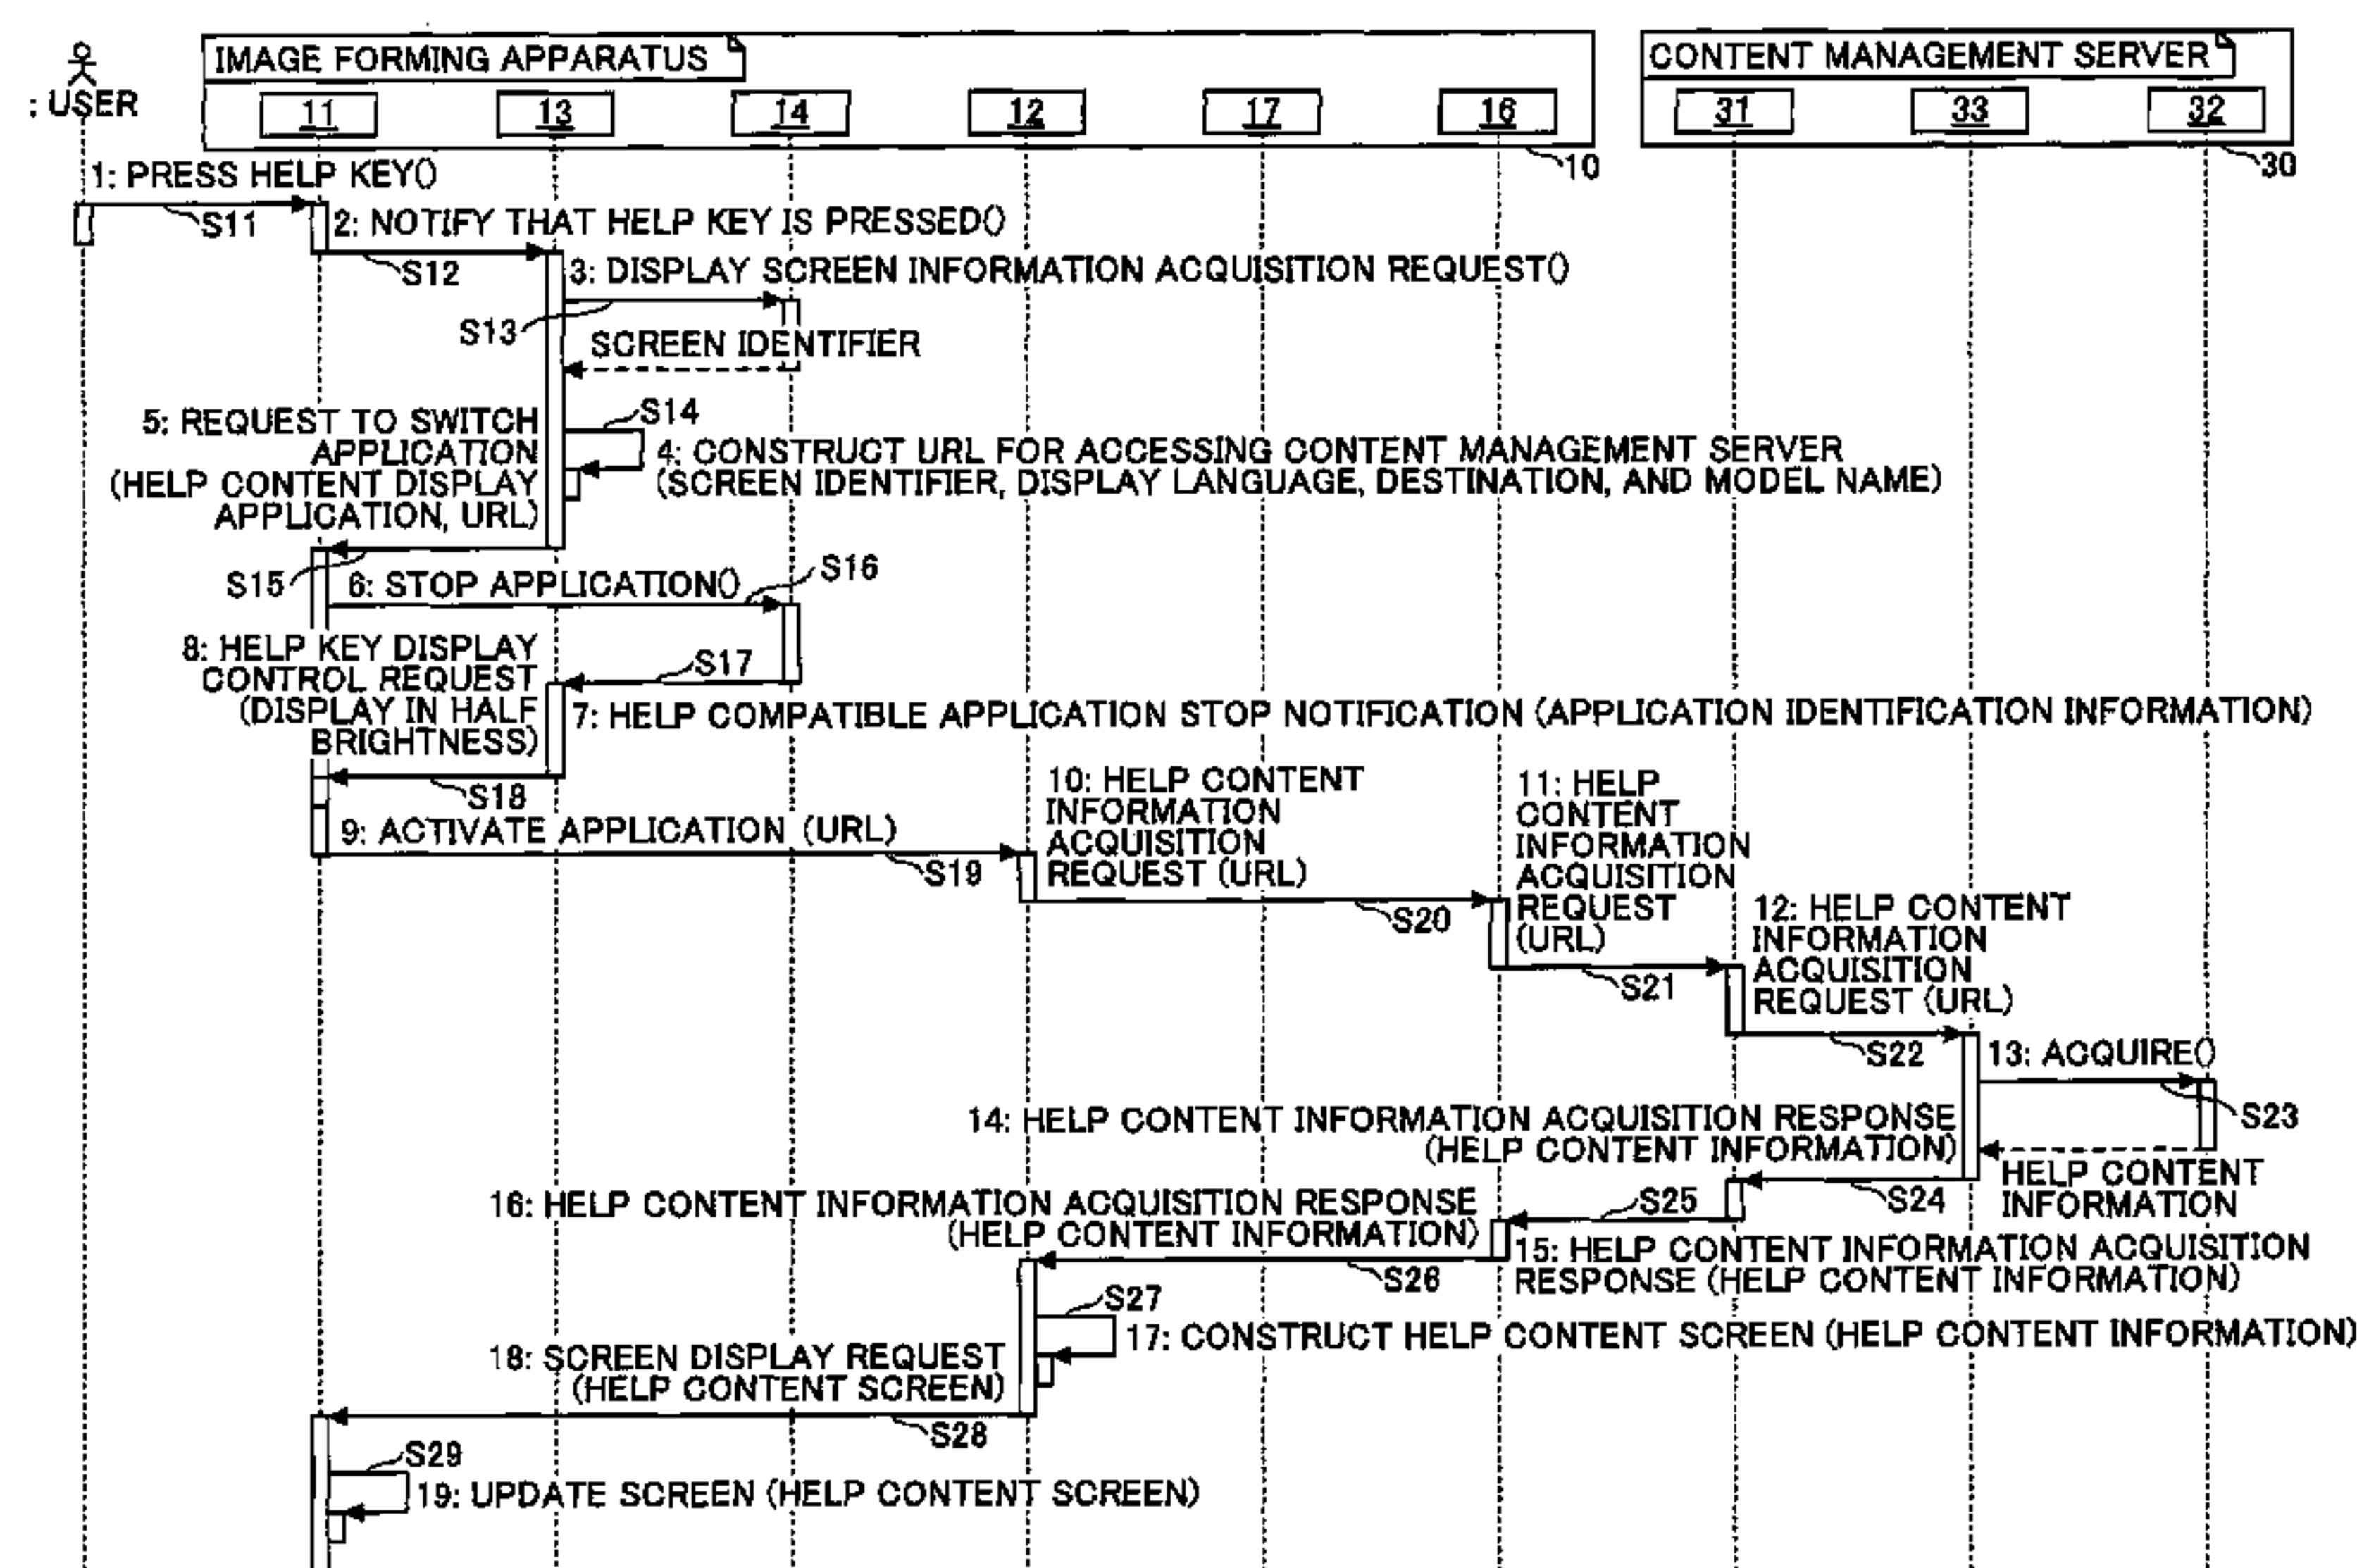 IMAGE FORMING APPARATUS
CONTENT MANAGEMENT SERVER
: USER
11
13
14
12
17
16
31
33
32
10
30
1: PRESS HELP KEY()
S11
2: NOTIFY THAT HELP KEY IS PRESSED()
S12
3: DISPLAY SCREEN INFORMATION ACQUISITION REQUEST()
S13
SCREEN IDENTIFIER
S14
4: CONSTRUCT URL FOR ACCESSING CONTENT MANAGEMENT SERVER
(SCREEN IDENTIFIER, DISPLAY LANGUAGE, DESTINATION, AND MODEL NAME)
5: REQUEST TO SWITCH
APPLICATION
(HELP CONTENT DISPLAY
APPLICATION, URL)
S15
6: STOP APPLICATION()
S16
S17
7: HELP COMPATIBLE APPLICATION STOP NOTIFICATION (APPLICATION IDENTIFICATION INFORMATION)
8: HELP KEY DISPLAY
CONTROL REQUEST
(DISPLAY IN HALF
BRIGHTNESS)
S18
9: ACTIVATE APPLICATION (URL)
S19
10: HELP CONTENT
INFORMATION
ACQUISITION
REQUEST (URL)
S20
11: HELP
CONTENT
INFORMATION
ACQUISITION
REQUEST
(URL)
S21
12: HELP CONTENT
INFORMATION
ACQUISITION
REQUEST (URL)
S22
13: ACQUIRE()
S23
HELP CONTENT
INFORMATION
14: HELP CONTENT INFORMATION ACQUISITION RESPONSE
(HELP CONTENT INFORMATION)
S24
S25
15: HELP CONTENT INFORMATION ACQUISITION
RESPONSE (HELP CONTENT INFORMATION)
16: HELP CONTENT INFORMATION ACQUISITION RESPONSE
(HELP CONTENT INFORMATION)
S26
S27
17: CONSTRUCT HELP CONTENT SCREEN (HELP CONTENT INFORMATION)
18: SCREEN DISPLAY REQUEST
(HELP CONTENT SCREEN)
S28
S29
19: UPDATE SCREEN (HELP CONTENT SCREEN)